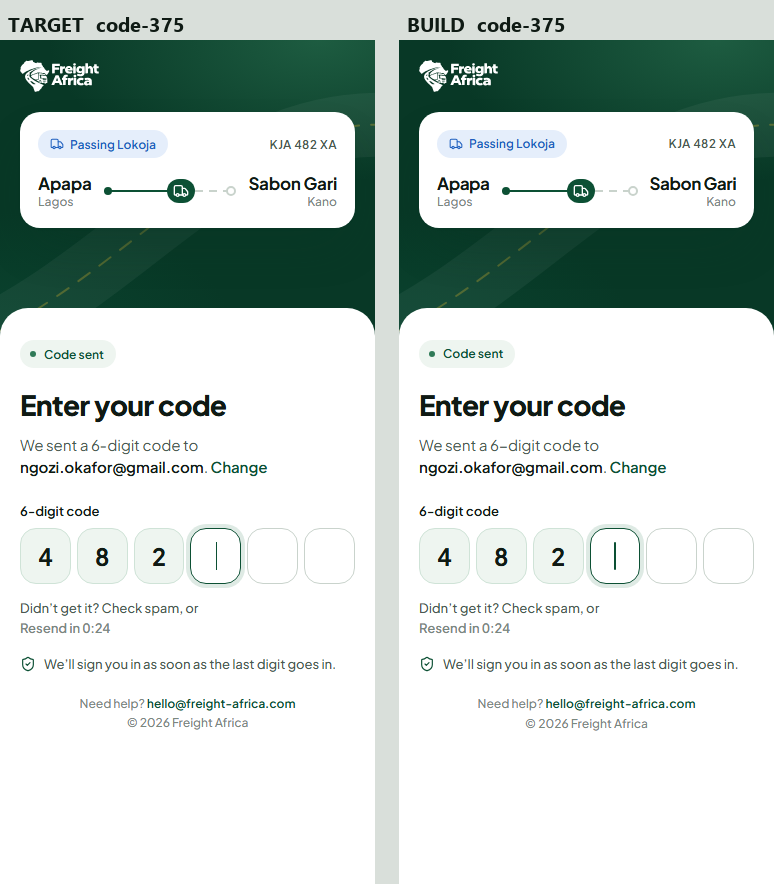 TARGET code-375
Freight
Africa
Passing Lokoja
KJA 482 XA
Apapa
Sabon Gari
Lagos
Kano
Code sent
Enter your code
We sent a 6-digit code to
ngozi.okafor@gmail.com. Change
6-digit code
4 8 2
Didn't get it? Check spam, or
Resend in 0:24
We'll sign you in as soon as the last digit goes in.
Need help? hello@freight-africa.com
© 2026 Freight Africa
BUILD code-375
Freight
Africa
Passing Lokoja
KJA 482 XA
Apapa
Sabon Gari
Lagos
Kano
Code sent
Enter your code
We sent a 6-digit code to
ngozi.okafor@gmail.com. Change
6-digit code
4 8 2
Didn't get it? Check spam, or
Resend in 0:24
We'll sign you in as soon as the last digit goes in.
Need help? hello@freight-africa.com
© 2026 Freight Africa